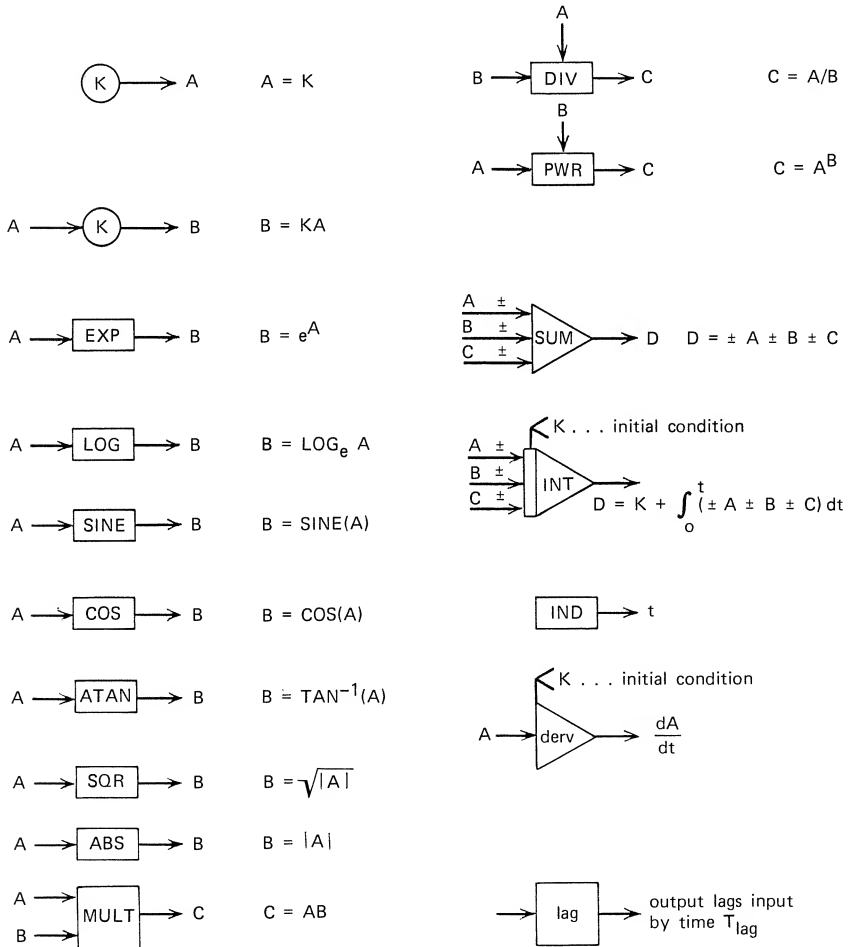 K A A = K
A K B B = KA
A EXP B B = e^A
A LOG B B = LOG_e A
A SINE B B = SINE(A)
A COS B B = COS(A)
A ATAN B B = TAN^-1(A)
A SQR B B = √|A|
A ABS B B = |A|
A
B MULT C C = AB
A
B DIV C C = A/B
B
A PWR C C = A^B
A ±
B ± SUM D D = ± A ± B ± C
C ±
K . . . initial condition
A ±
B ± INT
C ± D = K + ∫_o^t (± A ± B ± C) dt
IND t
K . . . initial condition
A derv dA/dt
lag output lags input
by time T_lag